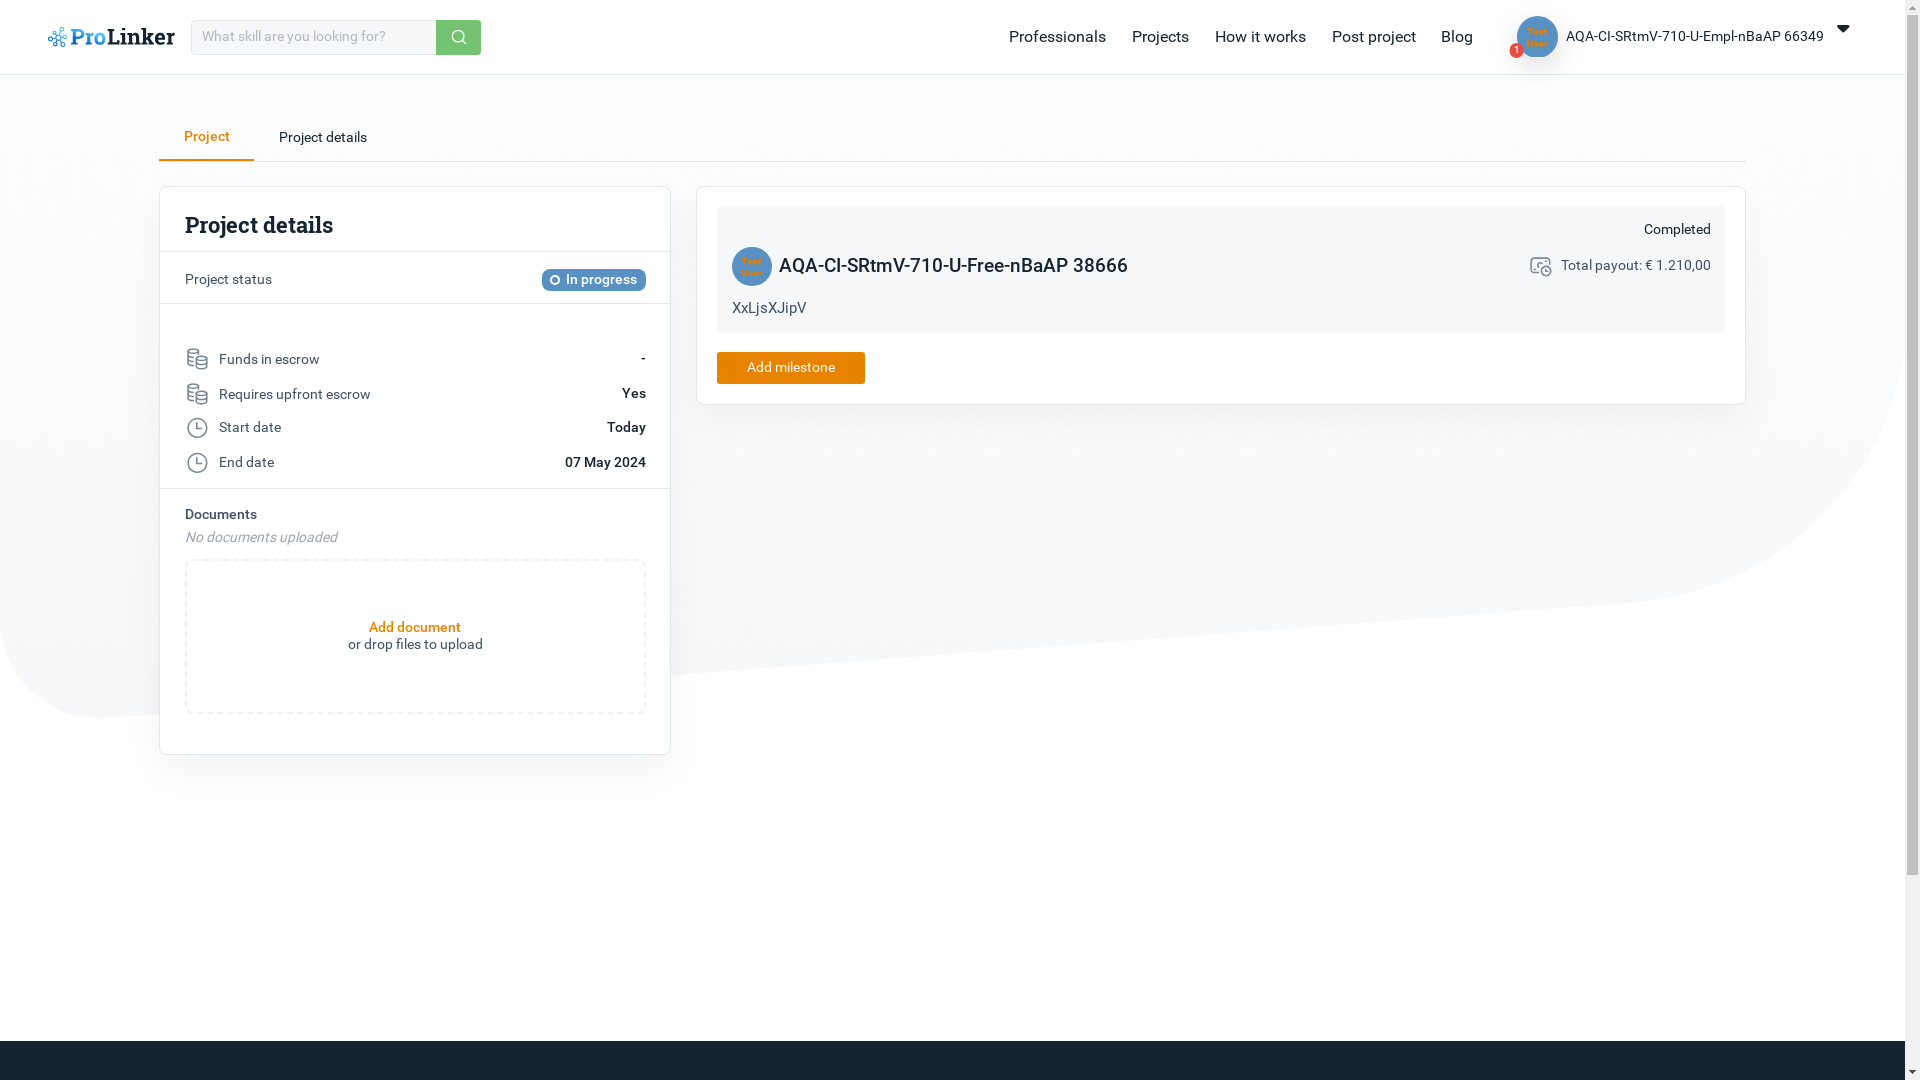 ProLinker
What skill are you looking for?
Professionals
Projects
How it works
Post project
Blog
Test User
1
AQA-CI-SRtmV-710-U-Empl-nBaAP 66349
Project
Project details
Project details
Project status
In progress
Funds in escrow
-
Requires upfront escrow
Yes
Start date
Today
End date
07 May 2024
Documents
No documents uploaded
Add document
or drop files to upload
Completed
Test User
AQA-CI-SRtmV-710-U-Free-nBaAP 38666
Total payout: € 1.210,00
XxLjsXJipV
Add milestone